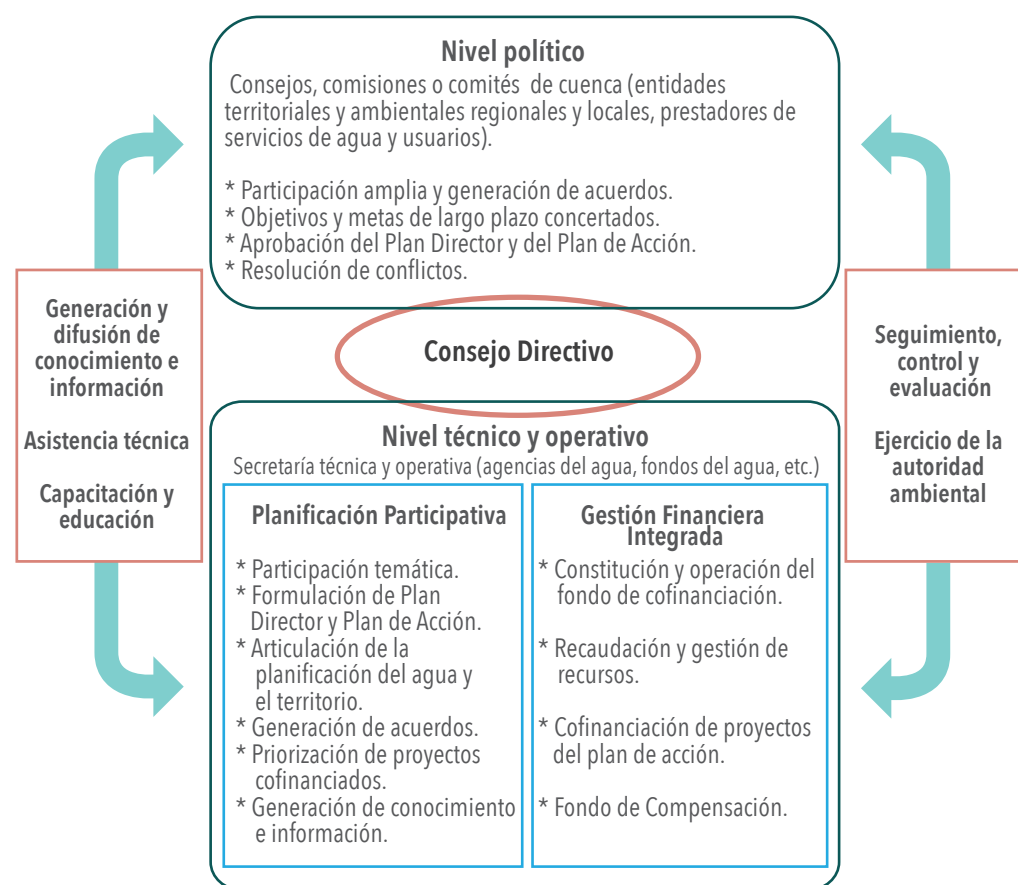 Nivel político
Consejos, comisiones o comités de cuenca (entidades
territoriales y ambientales regionales y locales, prestadores de
servicios de agua y usuarios).
* Participación amplia y generación de acuerdos.
* Objetivos y metas de largo plazo concertados.
* Aprobación del Plan Director y del Plan de Acción.
* Resolución de conflictos.
Generación y
difusión de
conocimiento e
información
Asistencia técnica
Capacitación y
educación
Consejo Directivo
Seguimiento,
control y
evaluación
Ejercicio de la
autoridad
ambiental
Nivel técnico y operativo
Secretaría técnica y operativa (agencias del agua, fondos del agua, etc.)
Planificación Participativa
* Participación temática.
* Formulación de Plan
Director y Plan de Acción.
* Articulación de la
planificación del agua y
el territorio.
* Generación de acuerdos.
* Priorización de proyectos
cofinanciados.
* Generación de conocimiento
e información.
Gestión Financiera
Integrada
* Constitución y operación del
fondo de cofinanciación.
* Recaudación y gestión de
recursos.
* Cofinanciación de proyectos
del plan de acción.
* Fondo de Compensación.